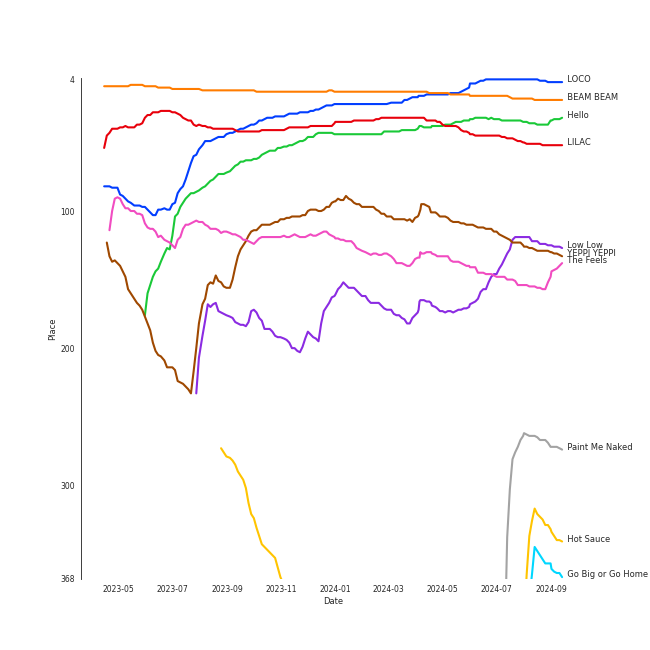 4
LOCO
BEAM BEAM
Hello
LILAC
100
Low Low
YEPPI YEPPI
The Feels
Place
200
Paint Me Naked
300
Hot Sauce
Go Big or Go Home
368
2023-05 2023-07 2023-09 2023-11 2024-01 2024-03 2024-05 2024-07 2024-09
Date